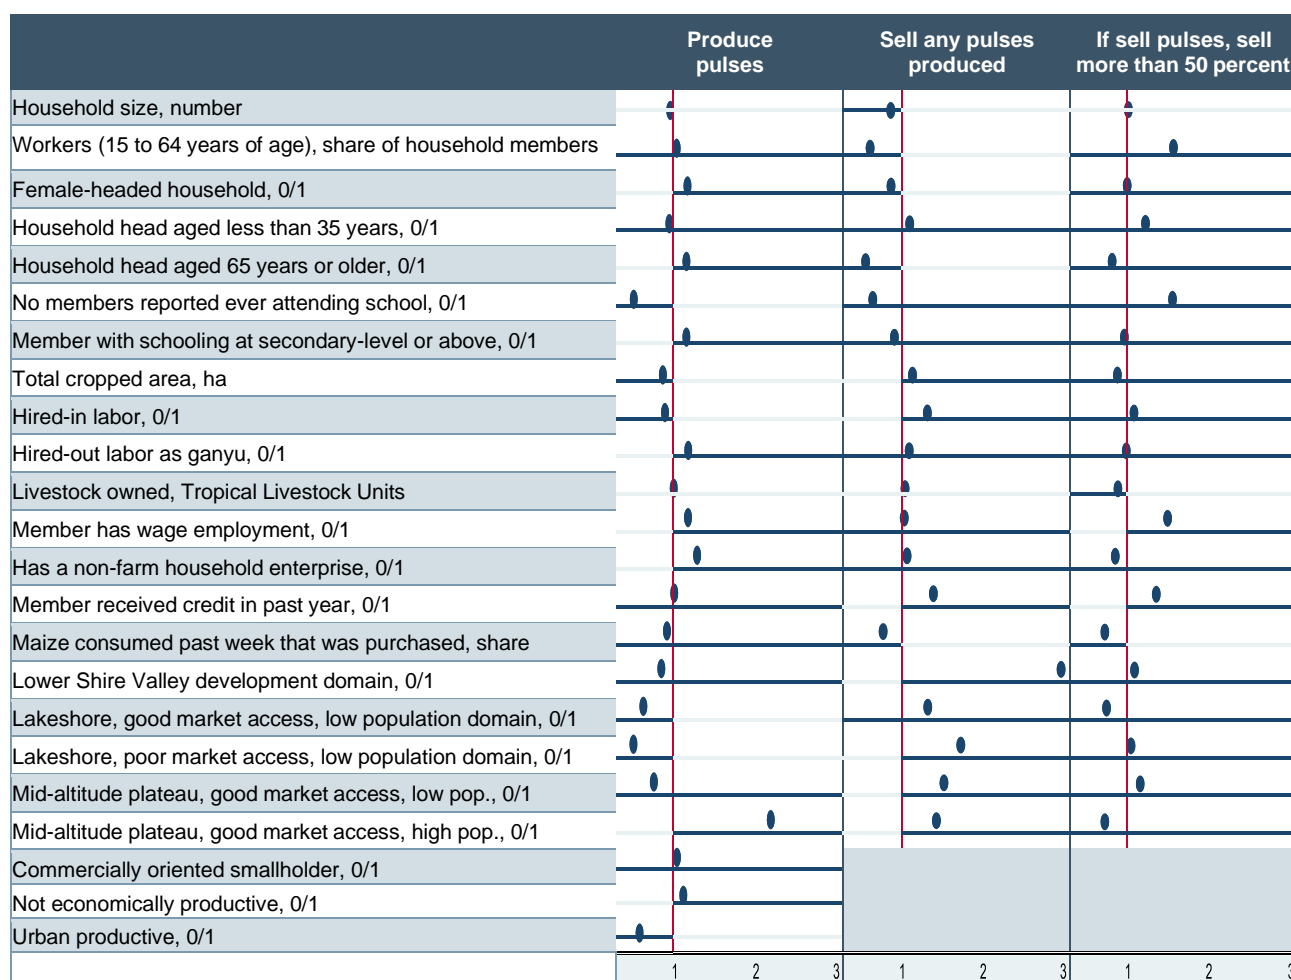 Produce
pulses
Sell any pulses
produced
If sell pulses, sell
more than 50 percent
Household size, number
Workers (15 to 64 years of age), share of household members
Female-headed household, 0/1
Household head aged less than 35 years, 0/1
Household head aged 65 years or older, 0/1
No members reported ever attending school, 0/1
Member with schooling at secondary-level or above, 0/1
Total cropped area, ha
Hired-in labor, 0/1
Hired-out labor as ganyu, 0/1
Livestock owned, Tropical Livestock Units
Member has wage employment, 0/1
Has a non-farm household enterprise, 0/1
Member received credit in past year, 0/1
Maize consumed past week that was purchased, share
Lower Shire Valley development domain, 0/1
Lakeshore, good market access, low population domain, 0/1
Lakeshore, poor market access, low population domain, 0/1
Mid-altitude plateau, good market access, low pop., 0/1
Mid-altitude plateau, good market access, high pop., 0/1
Commercially oriented smallholder, 0/1
Not economically productive, 0/1
Urban productive, 0/1
1 2 3 1 2 3 1 2 3